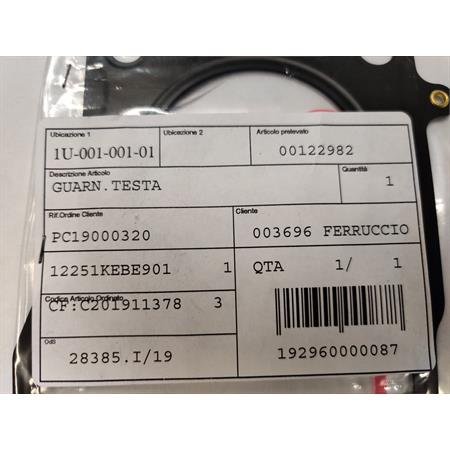 Ubicazione 1 Ubicazione 2 Articolo prelevato
1U-001-001-01 00122982
Descrizione Articolo Quantità
GUARN.TESTA 1
Rif.Ordine Cliente Cliente
PC19000320 003696 FERRUCCIO
12251KEBE901 1 QTA 1/ 1
Codice Articolo Ordinato
CF:C201911378 3
OdS
28385.I/19 192960000087